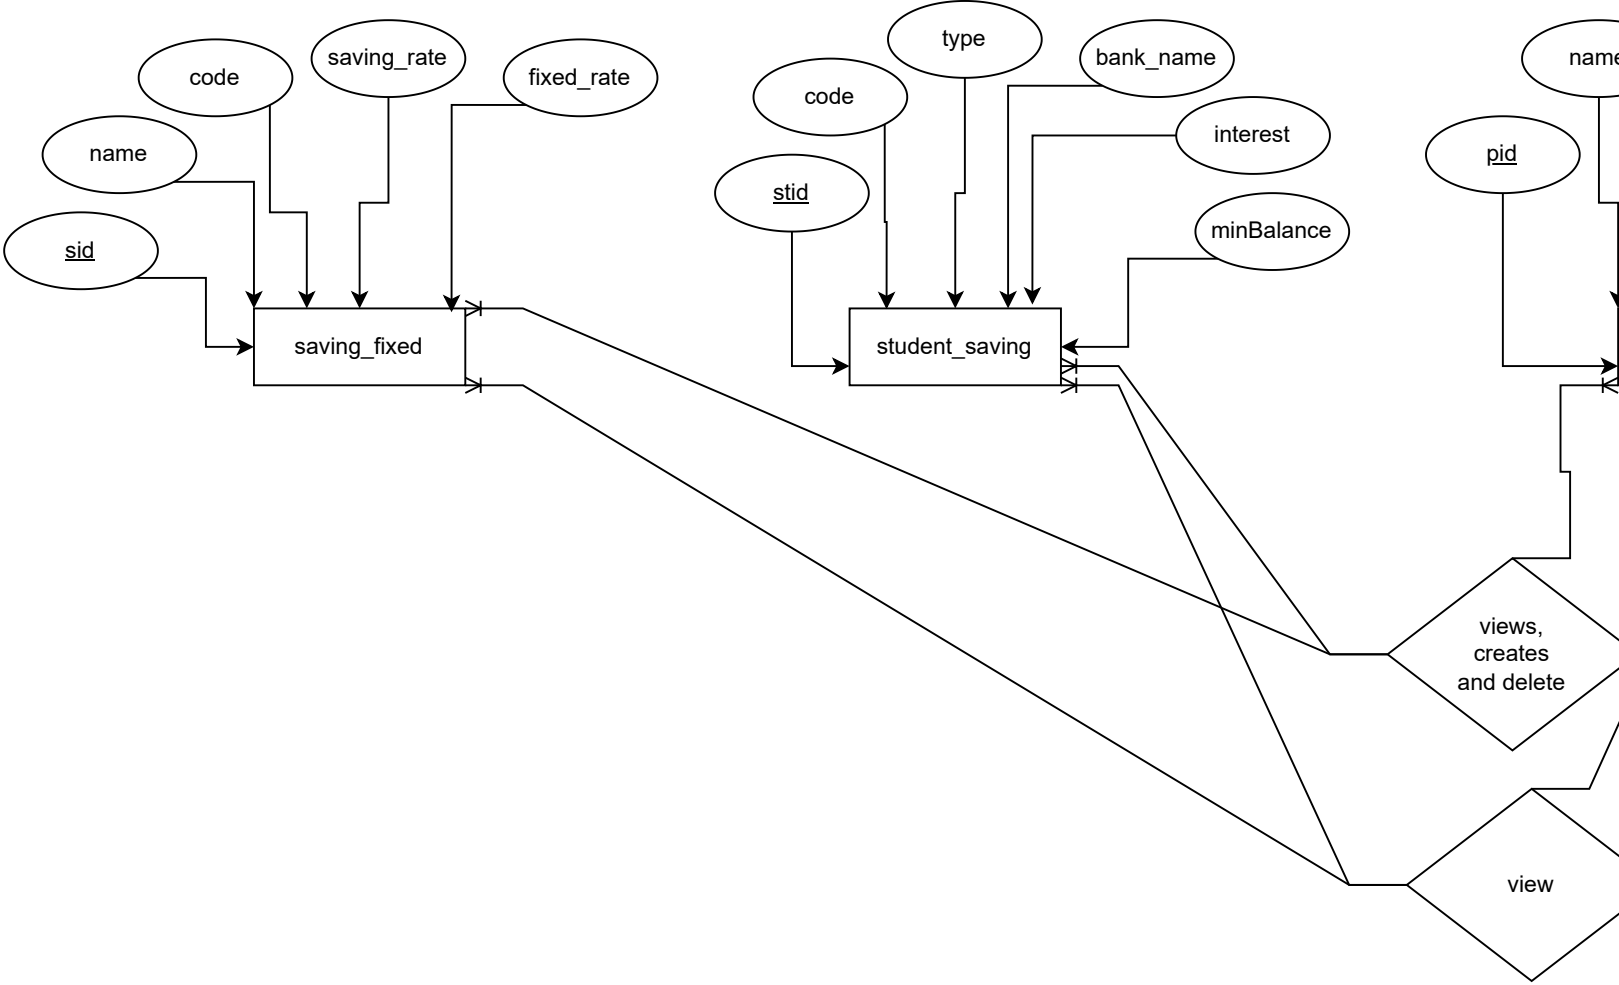 type
saving_rate
bank_name
name
code
fixed_rate
code
interest
name
pid
stid
minBalance
sid
saving_fixed
student_saving
views,
creates
and delete
view